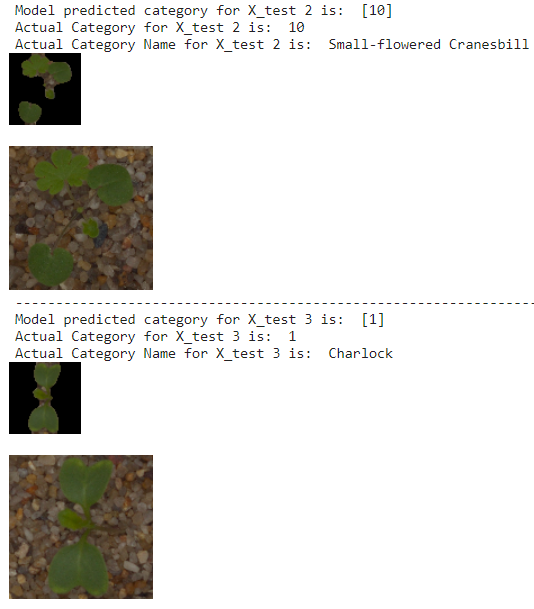 Model predicted category for X_test 2 is:  [10]
Actual Category for X_test 2 is:  10
Actual Category Name for X_test 2 is:  Small-flowered Cranesbill
----------------------------------------------------------------
Model predicted category for X_test 3 is:  [1]
Actual Category for X_test 3 is:  1
Actual Category Name for X_test 3 is:  Charlock